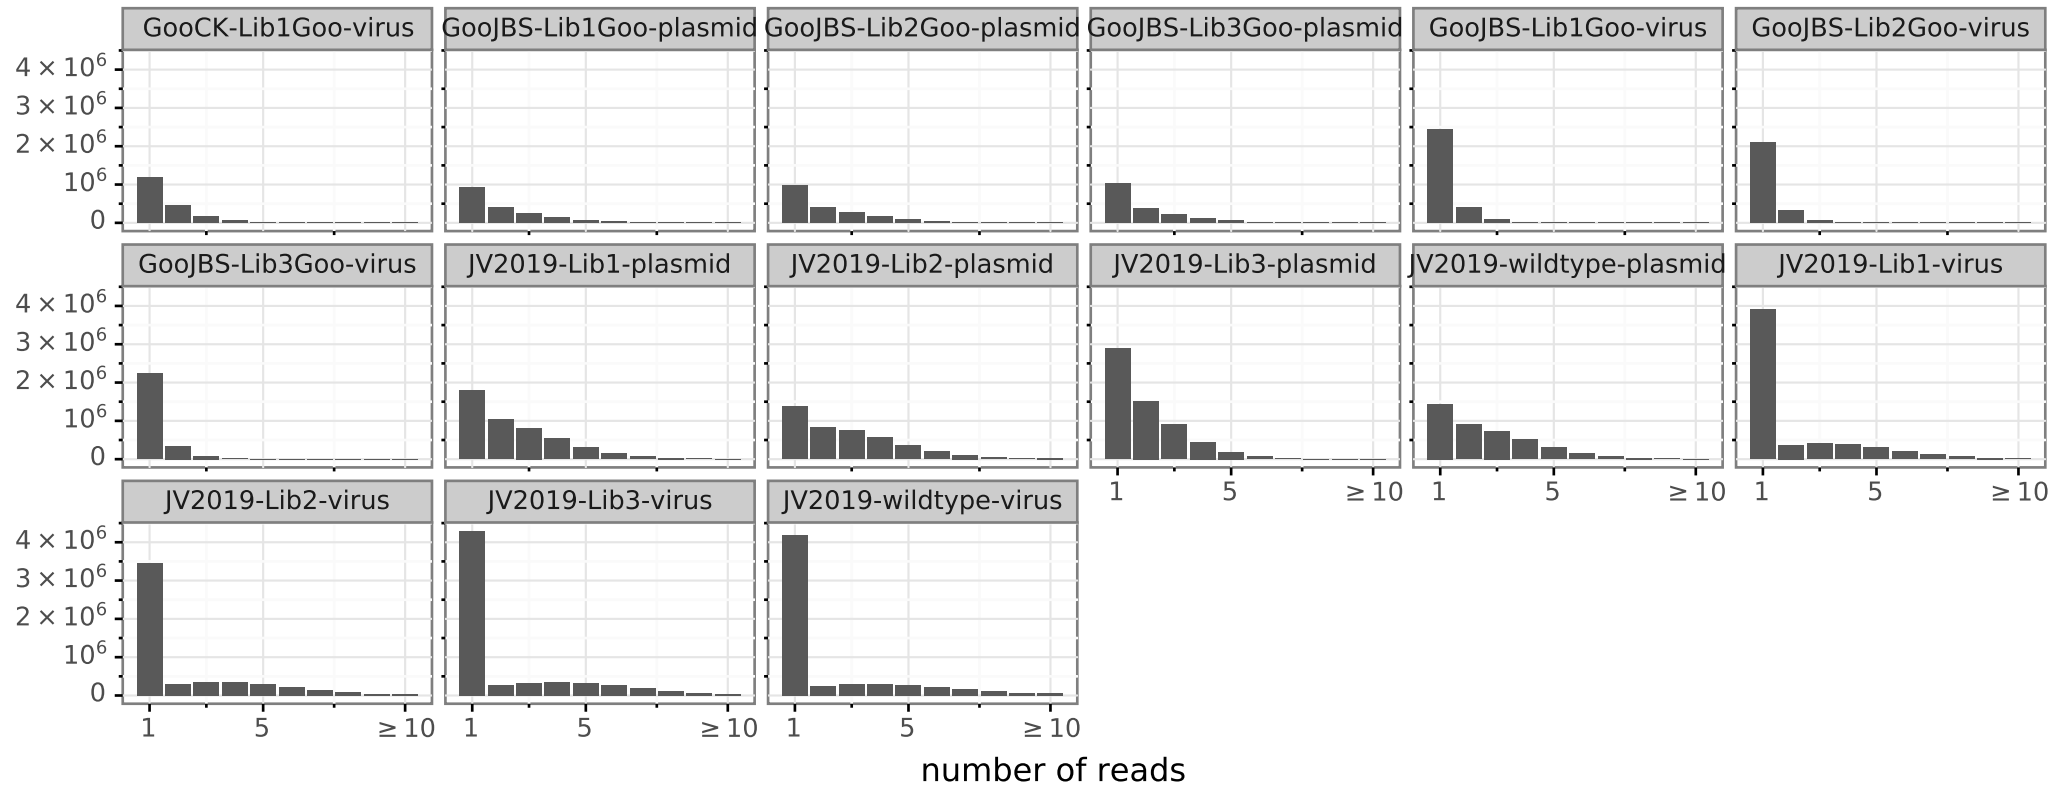 GooCK-Lib1Goo-virus GooJBS-Lib1Goo-plasmid GooJBS-Lib2Goo-plasmid GooJBS-Lib3Goo-plasmid GooJBS-Lib1Goo-virus GooJBS-Lib2Goo-virus
4 × 10⁶
3 × 10⁶
2 × 10⁶
10⁶
0
GooJBS-Lib3Goo-virus JV2019-Lib1-plasmid JV2019-Lib2-plasmid JV2019-Lib3-plasmid JV2019-wildtype-plasmid JV2019-Lib1-virus
4 × 10⁶
3 × 10⁶
2 × 10⁶
10⁶
0
1 5 ≥ 10 1 5 ≥ 10 1 5 ≥ 10
JV2019-Lib2-virus JV2019-Lib3-virus JV2019-wildtype-virus
4 × 10⁶
3 × 10⁶
2 × 10⁶
10⁶
0
1 5 ≥ 10 1 5 ≥ 10 1 5 ≥ 10
number of reads